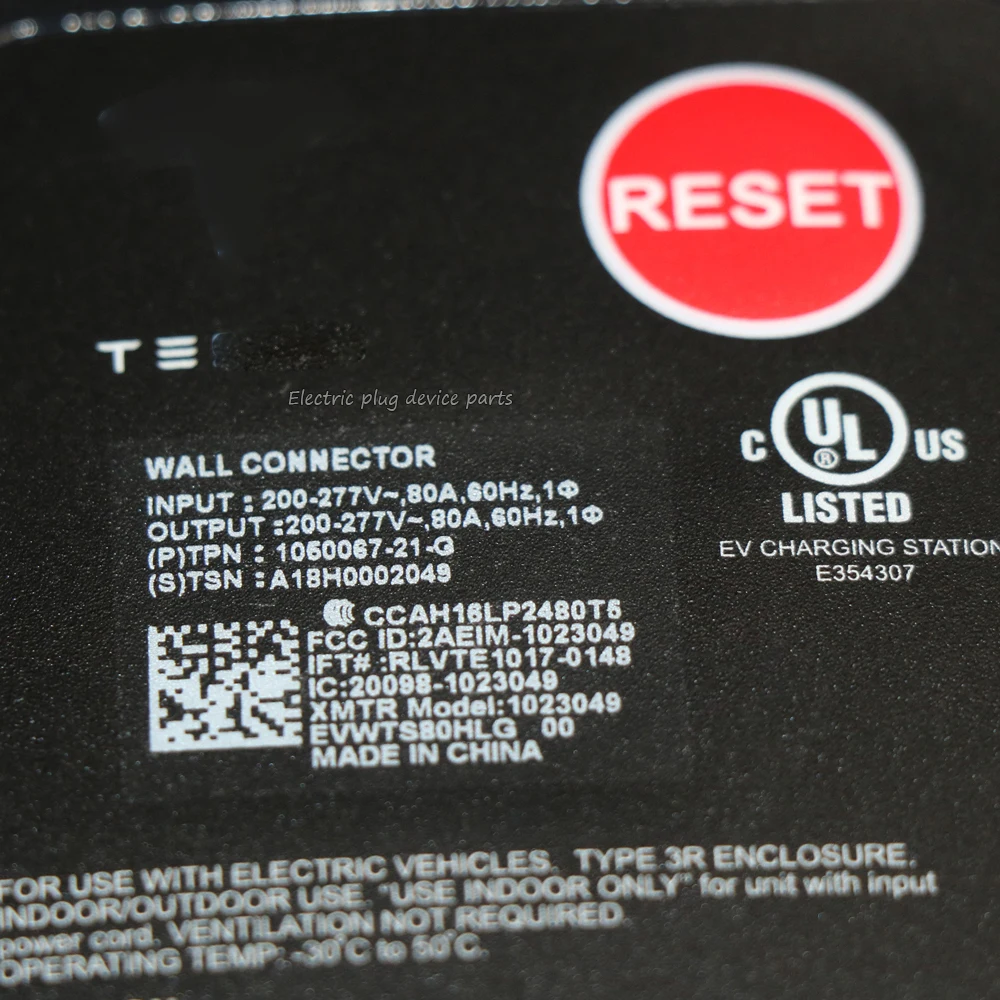 RESET
T E
Electric plug device parts
WALL CONNECTOR
INPUT : 200-277V~,80A,60Hz,1Φ
OUTPUT :200-277V~,80A,60Hz,1Φ
(P)TPN : 1050067-21-G
(S)TSN :A18H0002049
C UL ® US
LISTED
EV CHARGING STATION
E354307
CCAH16LP2480T5
FCC ID:2AEIM-1023049
IFT# :RLVTE1017-0148
IC:20098-1023049
XMTR Model:1023049
EVWTS80HLG 00
MADE IN CHINA
FOR USE WITH ELECTRIC VEHICLES. TYPE 3R ENCLOSURE.
INDOOR/OUTDOOR USE. "USE INDOOR ONLY" for unit with input
power cord. VENTILATION NOT REQUIRED
OPERATING TEMP: -30°C to 50°C.